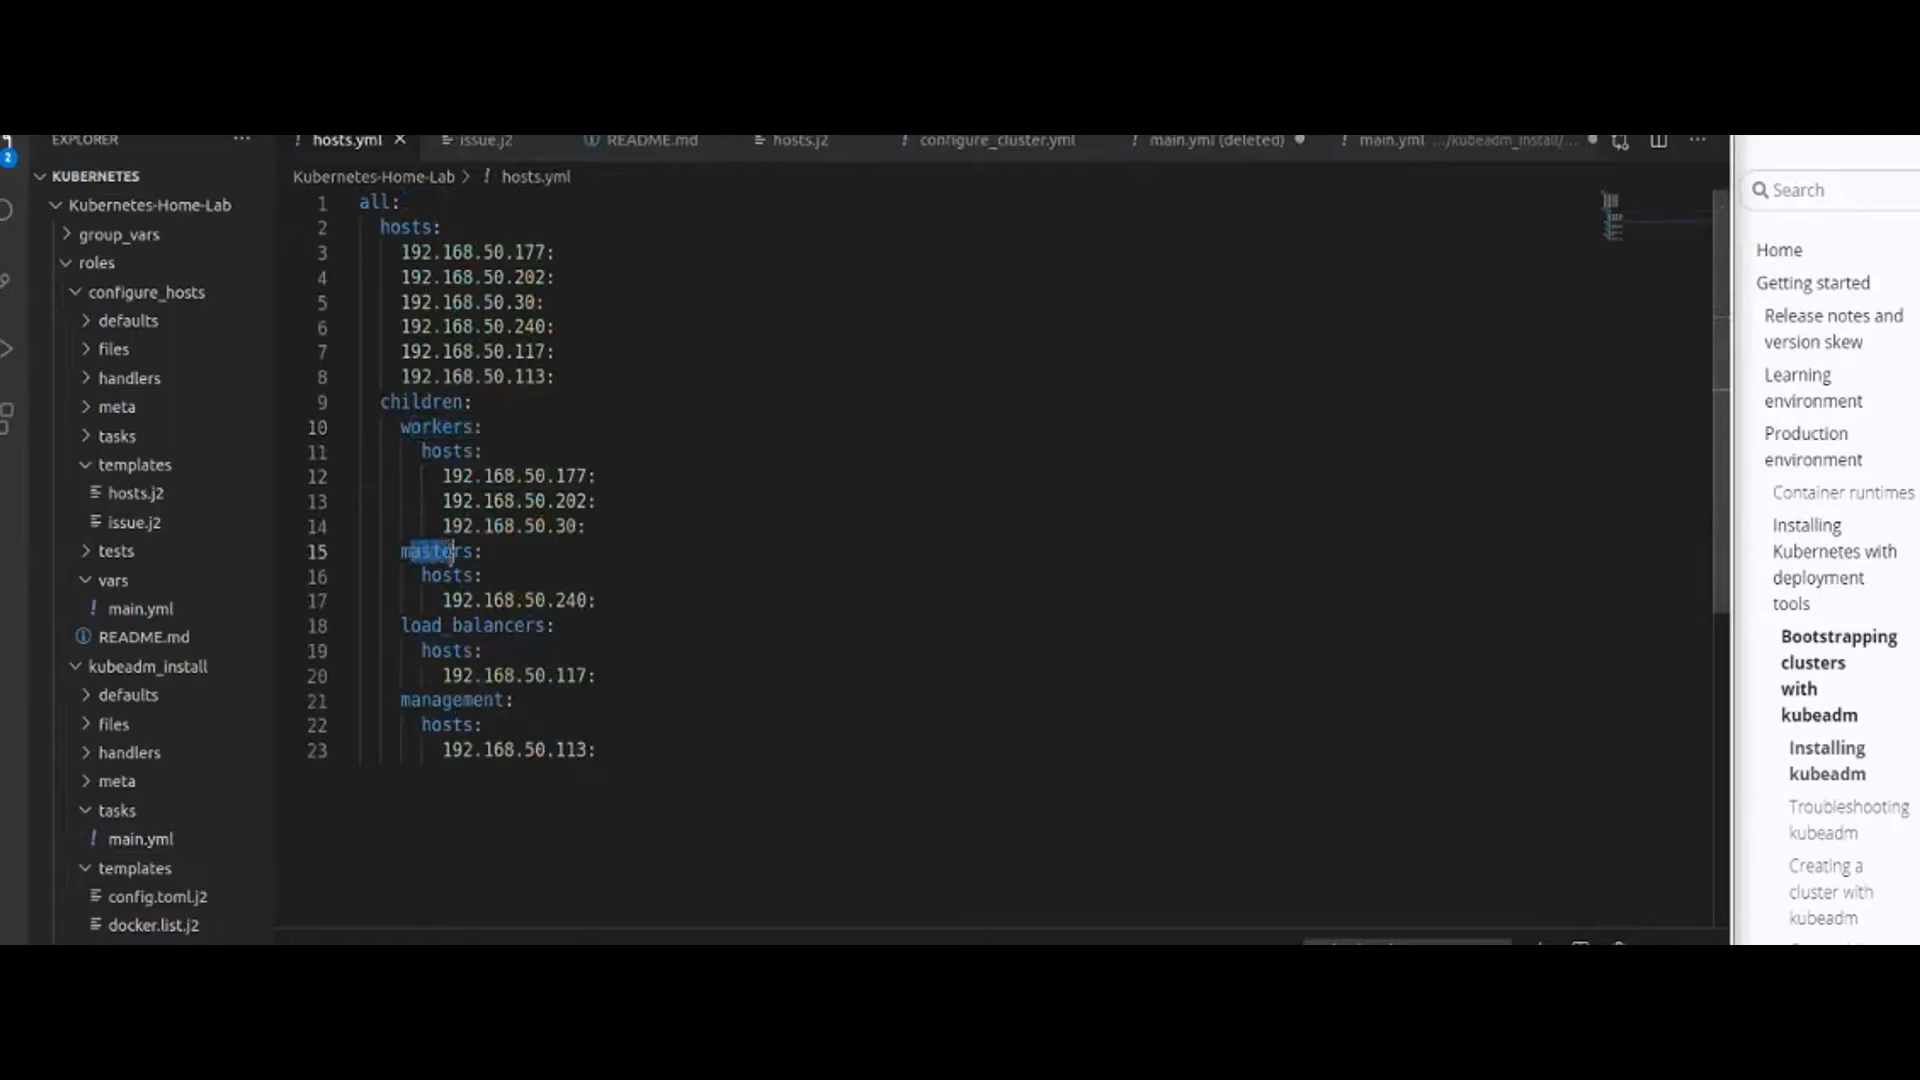 EXPLORER
hosts.yml
issue.j2
README.md
hosts.j2
configure_cluster.yml
main.yml (deleted)
main.yml .../kubeadm_install/...
2
KUBERNETES
Kubernetes-Home-Lab
group_vars
roles
configure_hosts
defaults
files
handlers
meta
tasks
templates
hosts.j2
issue.j2
tests
vars
main.yml
README.md
kubeadm_install
defaults
files
handlers
meta
tasks
main.yml
templates
config.toml.j2
docker.list.j2
Kubernetes-Home-Lab > ! hosts.yml
1 all:
2 hosts:
3 192.168.50.177:
4 192.168.50.202:
5 192.168.50.30:
6 192.168.50.240:
7 192.168.50.117:
8 192.168.50.113:
9 children:
10 workers:
11 hosts:
12 192.168.50.177:
13 192.168.50.202:
14 192.168.50.30:
15 masters:
16 hosts:
17 192.168.50.240:
18 load_balancers:
19 hosts:
20 192.168.50.117:
21 management:
22 hosts:
23 192.168.50.113:
Search
Home
Getting started
Release notes and
version skew
Learning
environment
Production
environment
Container runtimes
Installing
Kubernetes with
deployment
tools
Bootstrapping
clusters
with
kubeadm
Installing
kubeadm
Troubleshooting
kubeadm
Creating a
cluster with
kubeadm